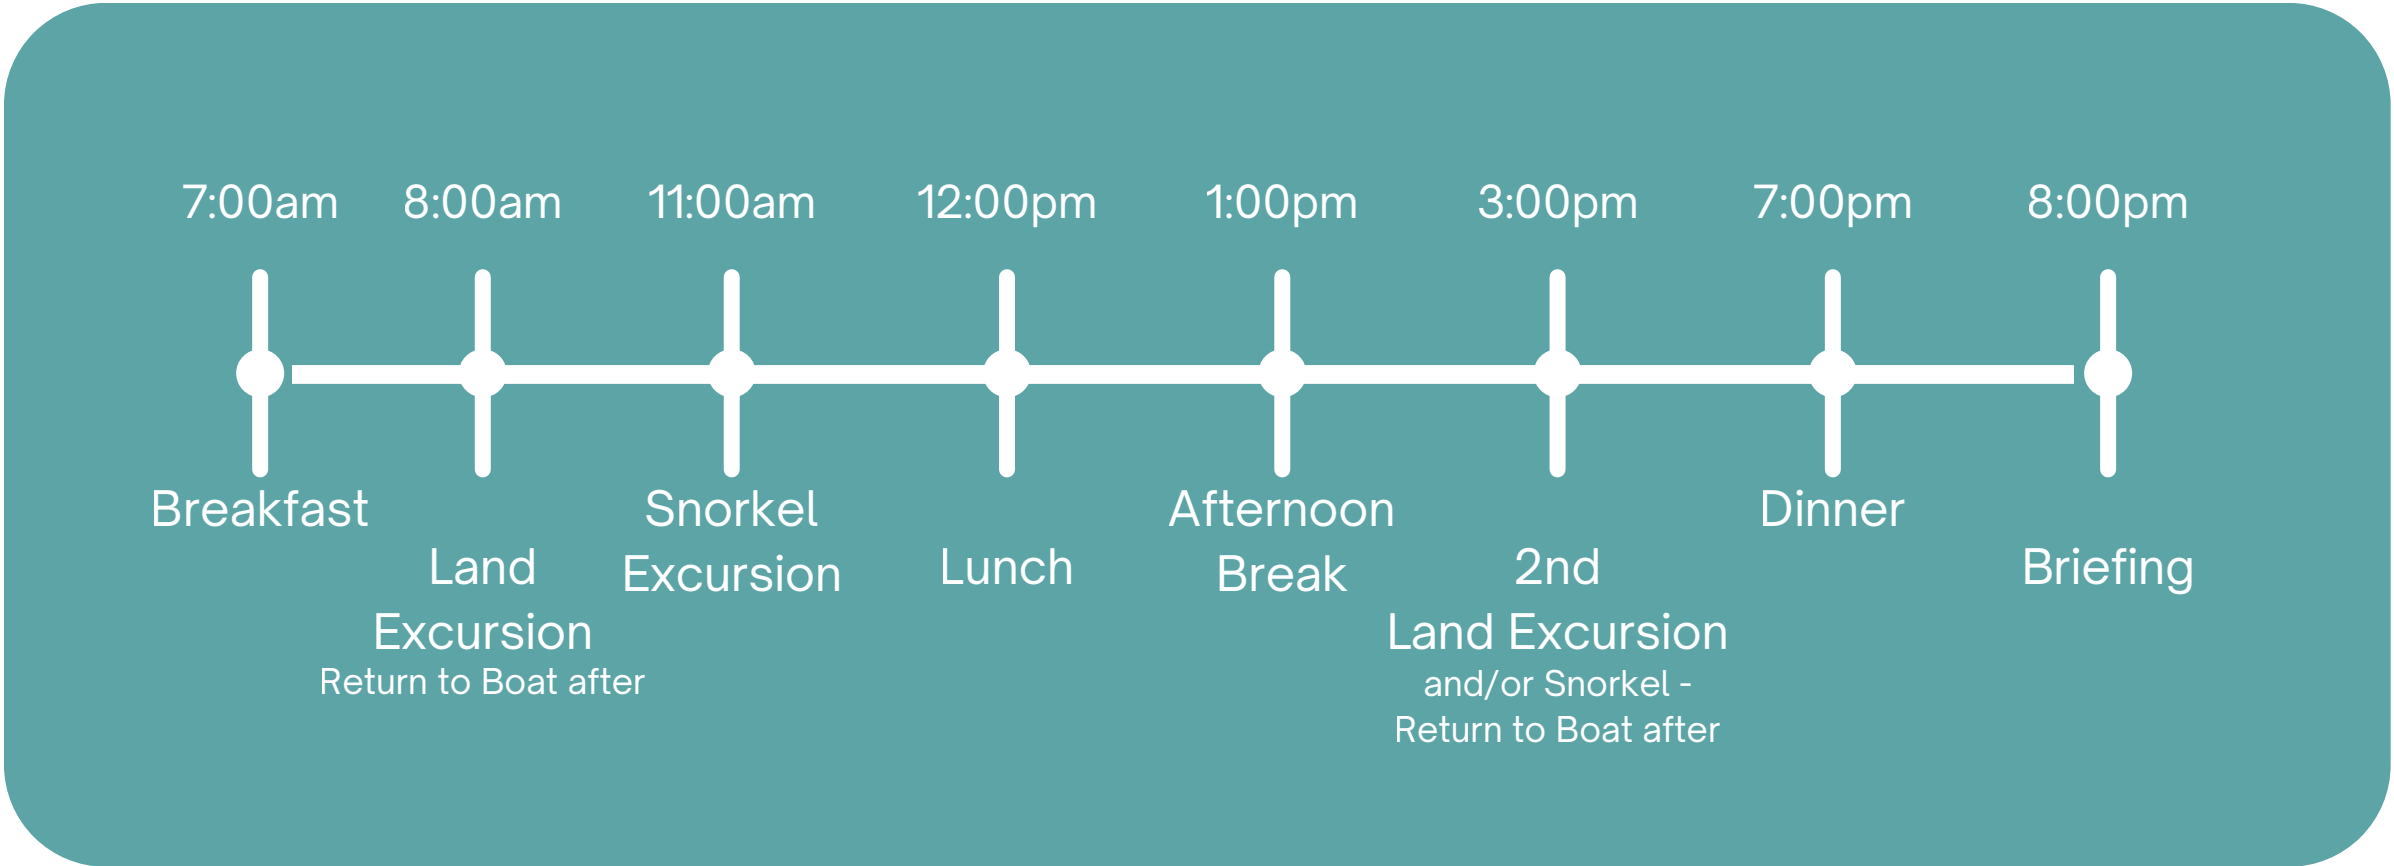 7:00am 8:00am 11:00am 12:00pm 1:00pm 3:00pm 7:00pm 8:00pm
Breakfast
Land
Excursion
Return to Boat after
Snorkel
Excursion
Lunch
Afternoon
Break
2nd
Land Excursion
and/or Snorkel -
Return to Boat after
Dinner
Briefing